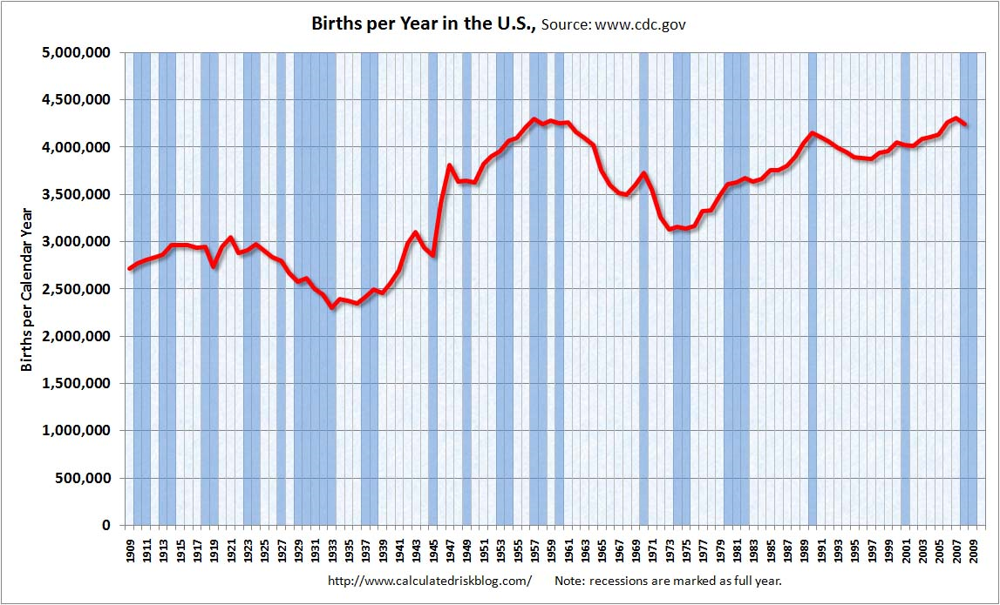 Births per Year in the U.S., Source: www.cdc.gov
Births per Calendar Year
5,000,000
4,500,000
4,000,000
3,500,000
3,000,000
2,500,000
2,000,000
1,500,000
1,000,000
500,000
0
1909 1911 1913 1915 1917 1919 1921 1923 1925 1927 1929 1931 1933 1935 1937 1939 1941 1943 1945 1947 1949 1951 1953 1955 1957 1959 1961 1963 1965 1967 1969 1971 1973 1975 1977 1979 1981 1983 1985 1987 1989 1991 1993 1995 1997 1999 2001 2003 2005 2007 2009
http://www.calculatedriskblog.com/ Note: recessions are marked as full year.